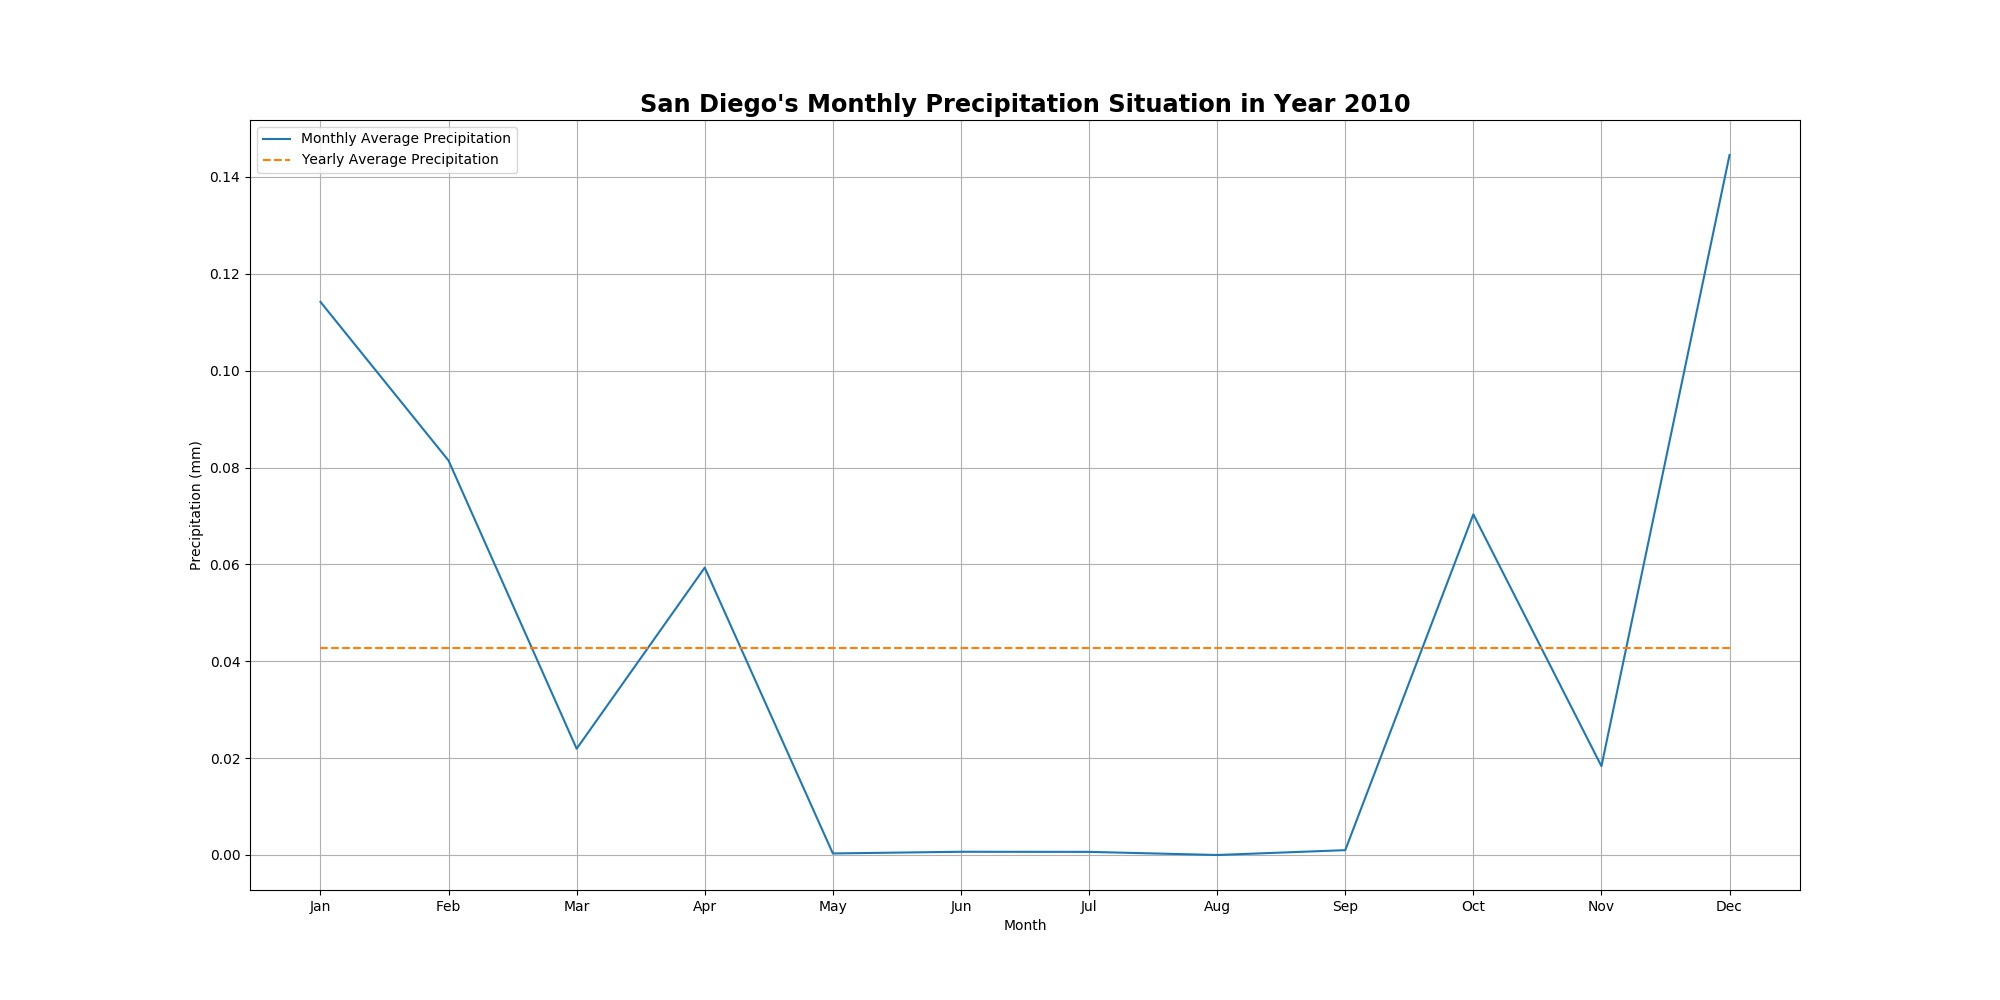 San Diego's Monthly Precipitation Situation in Year 2010
Monthly Average Precipitation
Yearly Average Precipitation
0.14
0.12
0.10
0.08
0.06
0.04
0.02
0.00
Precipitation (mm)
Jan Feb Mar Apr May Jun Jul Aug Sep Oct Nov Dec
Month